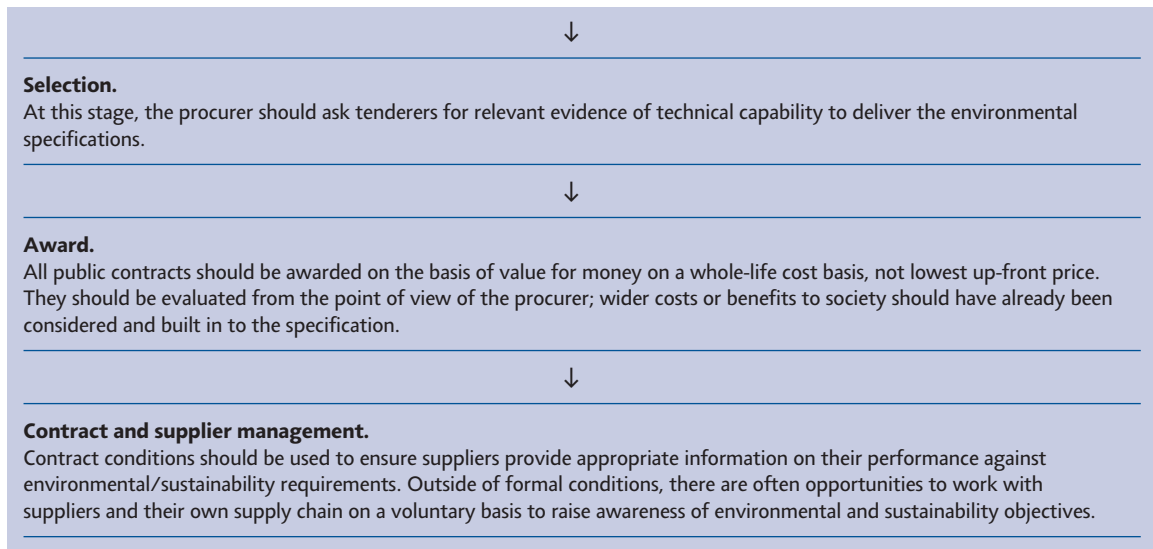 ↓
Selection.
At this stage, the procurer should ask tenderers for relevant evidence of technical capability to deliver the environmental
specifications.
↓
Award.
All public contracts should be awarded on the basis of value for money on a whole-life cost basis, not lowest up-front price.
They should be evaluated from the point of view of the procurer; wider costs or benefits to society should have already been
considered and built in to the specification.
↓
Contract and supplier management.
Contract conditions should be used to ensure suppliers provide appropriate information on their performance against
environmental/sustainability requirements. Outside of formal conditions, there are often opportunities to work with
suppliers and their own supply chain on a voluntary basis to raise awareness of environmental and sustainability objectives.